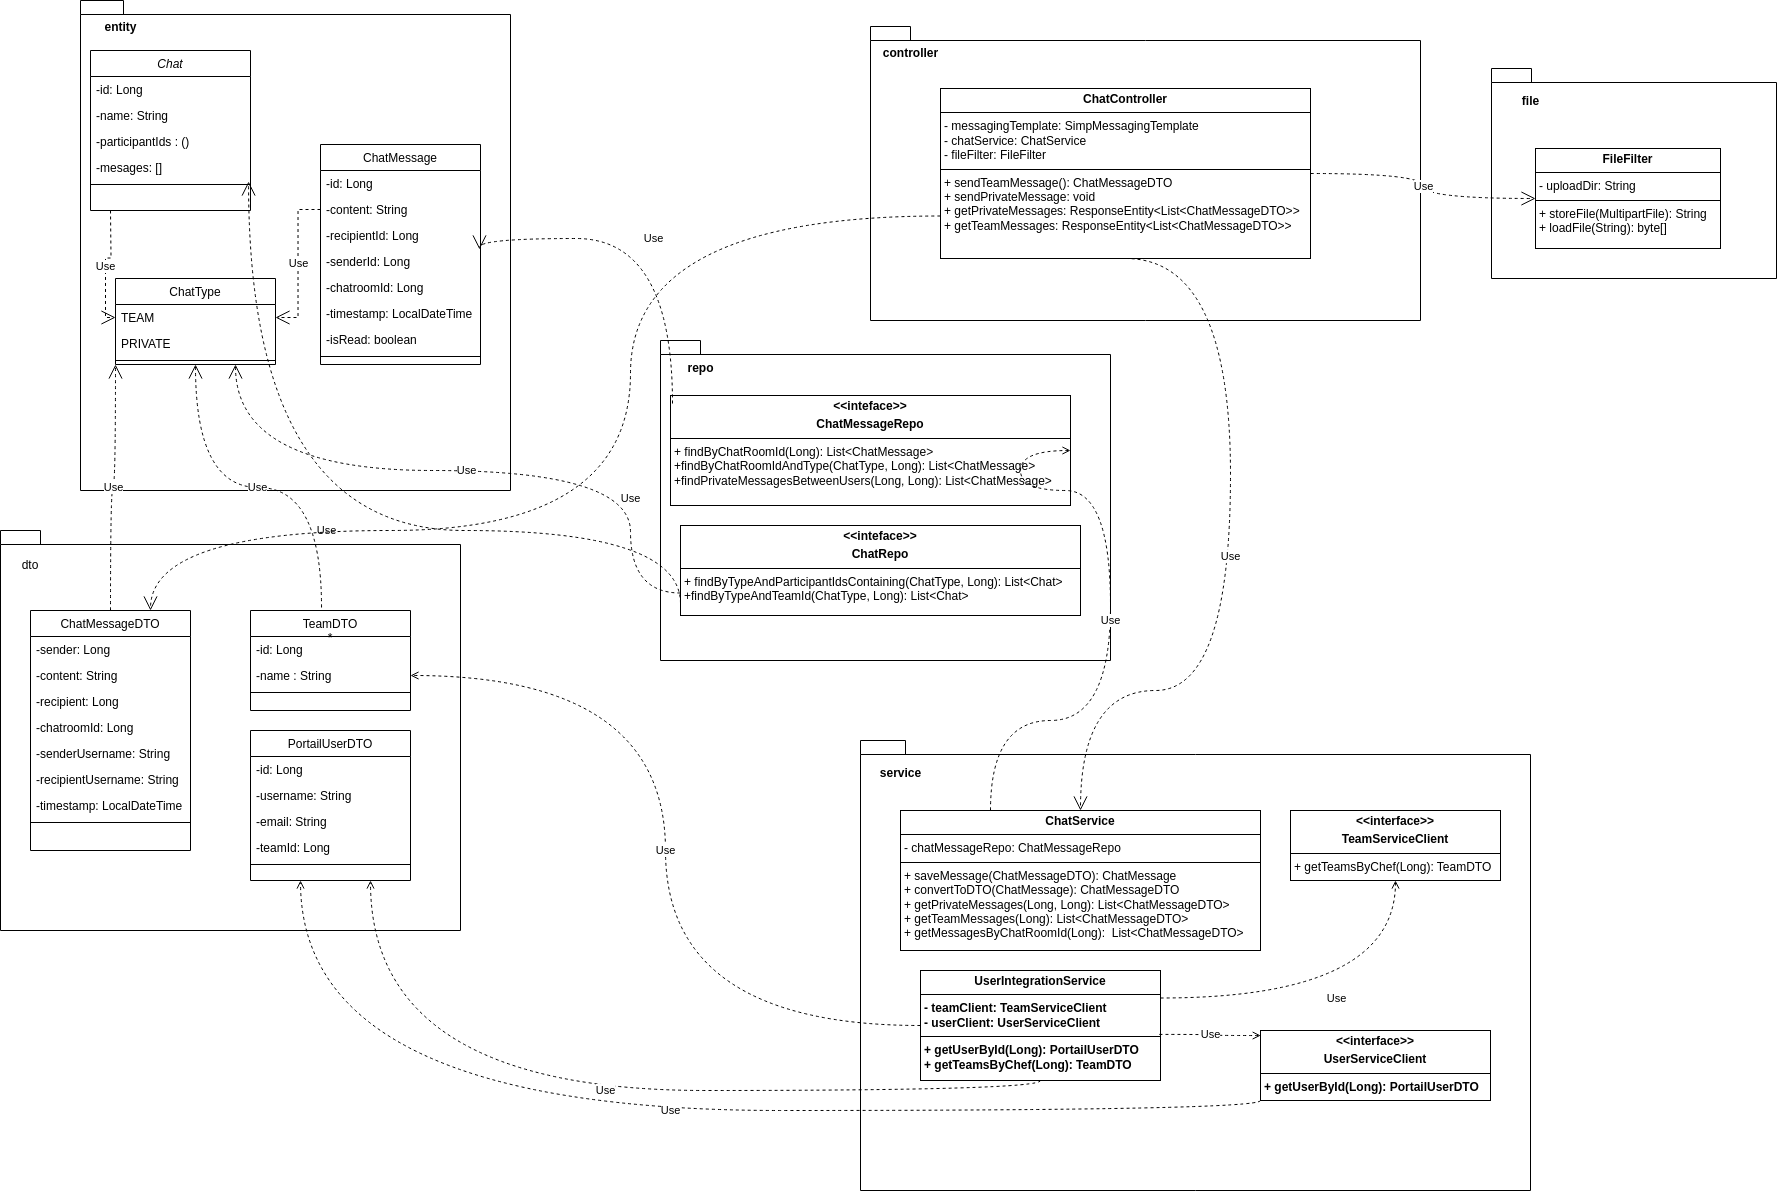 entity
Chat
-id: Long
-name: String
-participantIds : ()
-mesages: []
ChatMessage
-id: Long
-content: String
-recipientId: Long
-senderId: Long
-chatroomId: Long
-timestamp: LocalDateTime
-isRead: boolean
Use
Use
ChatType
TEAM
PRIVATE
Use
Use
Use
Use
Use
Use
controller
ChatController
- messagingTemplate: SimpMessagingTemplate
- chatService: ChatService
- fileFilter: FileFilter
+ sendTeamMessage(): ChatMessageDTO
+ sendPrivateMessage: void
+ getPrivateMessages: ResponseEntity<List<ChatMessageDTO>>
+ getTeamMessages: ResponseEntity<List<ChatMessageDTO>>
Use
file
FileFilter
- uploadDir: String
+ storeFile(MultipartFile): String
+ loadFile(String): byte[]
repo
<<inteface>>
ChatMessageRepo
+ findByChatRoomId(Long): List<ChatMessage>
+findByChatRoomIdAndType(ChatType, Long): List<ChatMessage>
+findPrivateMessagesBetweenUsers(Long, Long): List<ChatMessage>
<<inteface>>
ChatRepo
+ findByTypeAndParticipantIdsContaining(ChatType, Long): List<Chat>
+findByTypeAndTeamId(ChatType, Long): List<Chat>
Use
Use
dto
ChatMessageDTO
-sender: Long
-content: String
-recipient: Long
-chatroomId: Long
-senderUsername: String
-recipientUsername: String
-timestamp: LocalDateTime
TeamDTO
*
-id: Long
-name : String
PortailUserDTO
-id: Long
-username: String
-email: String
-teamId: Long
Use
service
ChatService
- chatMessageRepo: ChatMessageRepo
+ saveMessage(ChatMessageDTO): ChatMessage
+ convertToDTO(ChatMessage): ChatMessageDTO
+ getPrivateMessages(Long, Long): List<ChatMessageDTO>
+ getTeamMessages(Long): List<ChatMessageDTO>
+ getMessagesByChatRoomId(Long):  List<ChatMessageDTO>
<<interface>>
TeamServiceClient
+ getTeamsByChef(Long): TeamDTO
UserIntegrationService
- teamClient: TeamServiceClient
- userClient: UserServiceClient
+ getUserById(Long): PortailUserDTO
+ getTeamsByChef(Long): TeamDTO
Use
Use
<<interface>>
UserServiceClient
+ getUserById(Long): PortailUserDTO
Use
Use